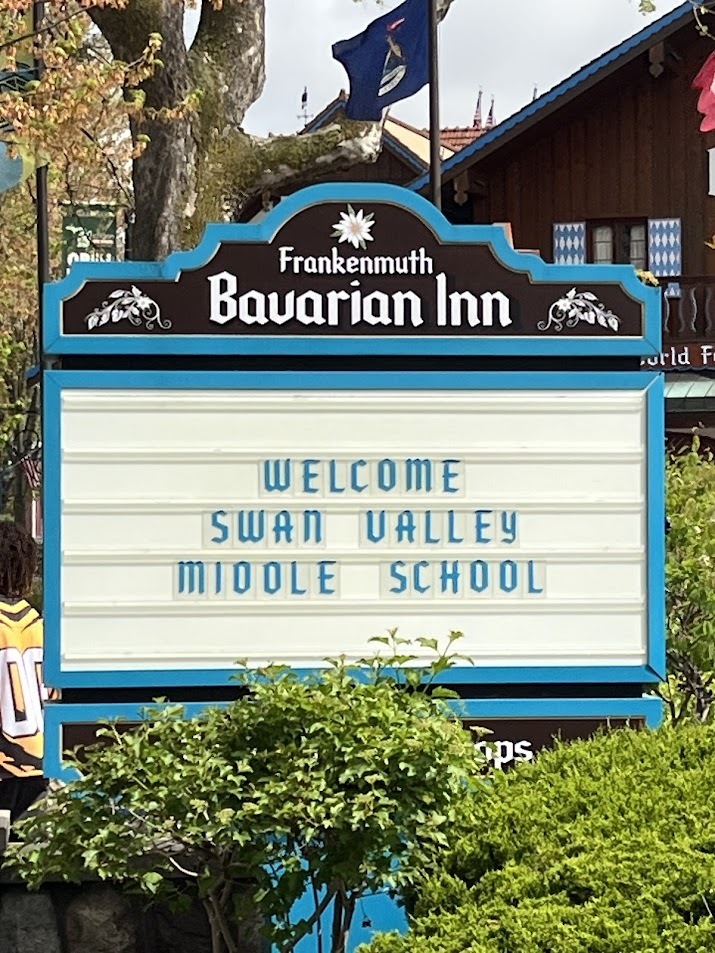 Frankenmuth
Bavarian Inn
WELCOME
SWAN VALLEY
MIDDLE SCHOOL